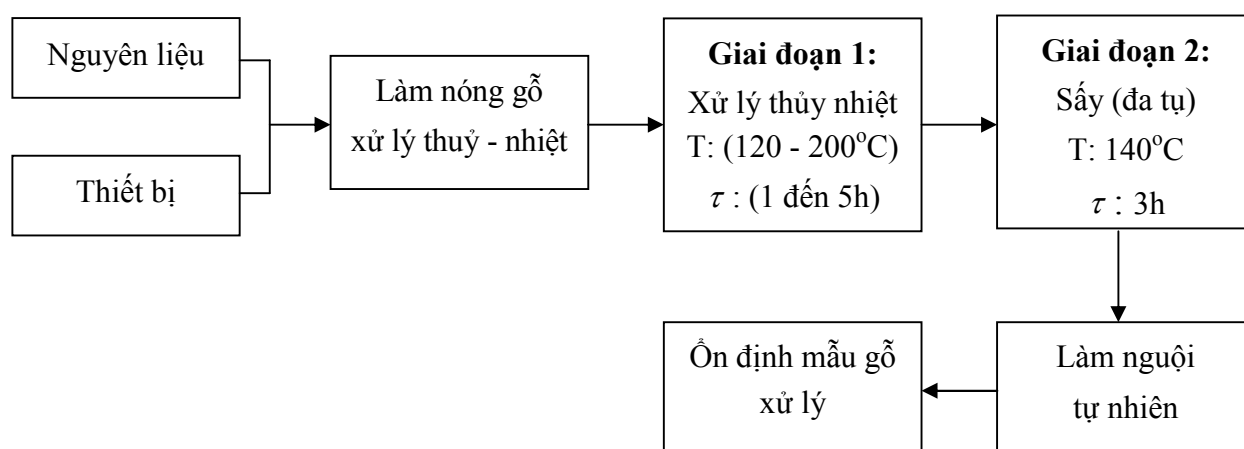 Nguyên liệu
Thiết bị
Làm nóng gỗ
xử lý thuỷ - nhiệt
Giai đoạn 1:
Xử lý thủy nhiệt
T: (120 - 200°C)
τ : (1 đến 5h)
Giai đoạn 2:
Sấy (đa tụ)
T: 140°C
τ : 3h
Làm nguội
tự nhiên
Ổn định mẫu gỗ
xử lý